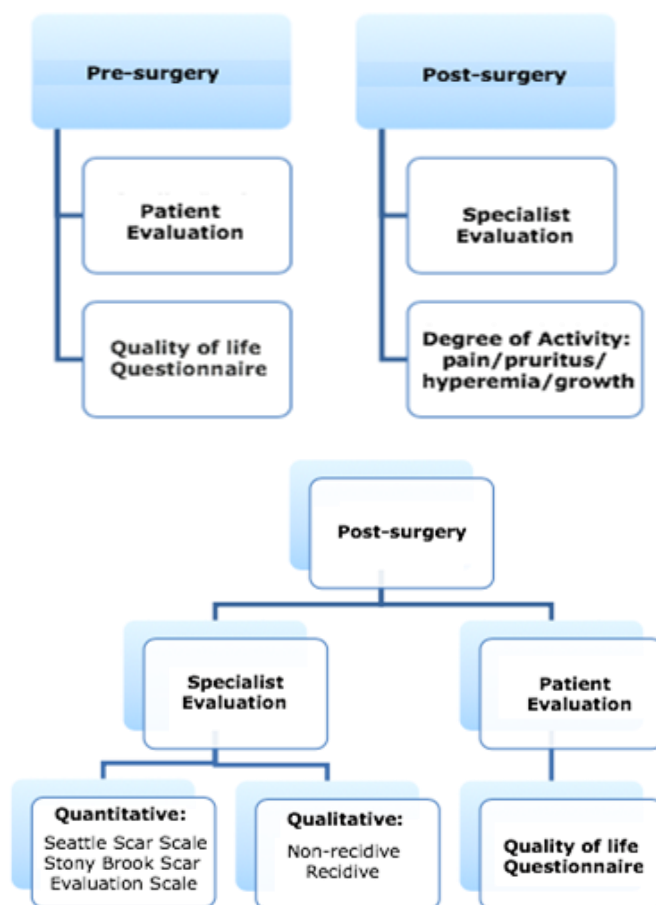 Pre-surgery
Patient
Evaluation
Quality of life
Questionnaire
Post-surgery
Specialist
Evaluation
Degree of Activity:
pain/pruritus/
hyperemia/growth
Post-surgery
Specialist
Evaluation
Patient
Evaluation
Quantitative:
Seattle Scar Scale
Stony Brook Scar
Evaluation Scale
Qualitative:
Non-recidive
Recidive
Quality of life
Questionnaire